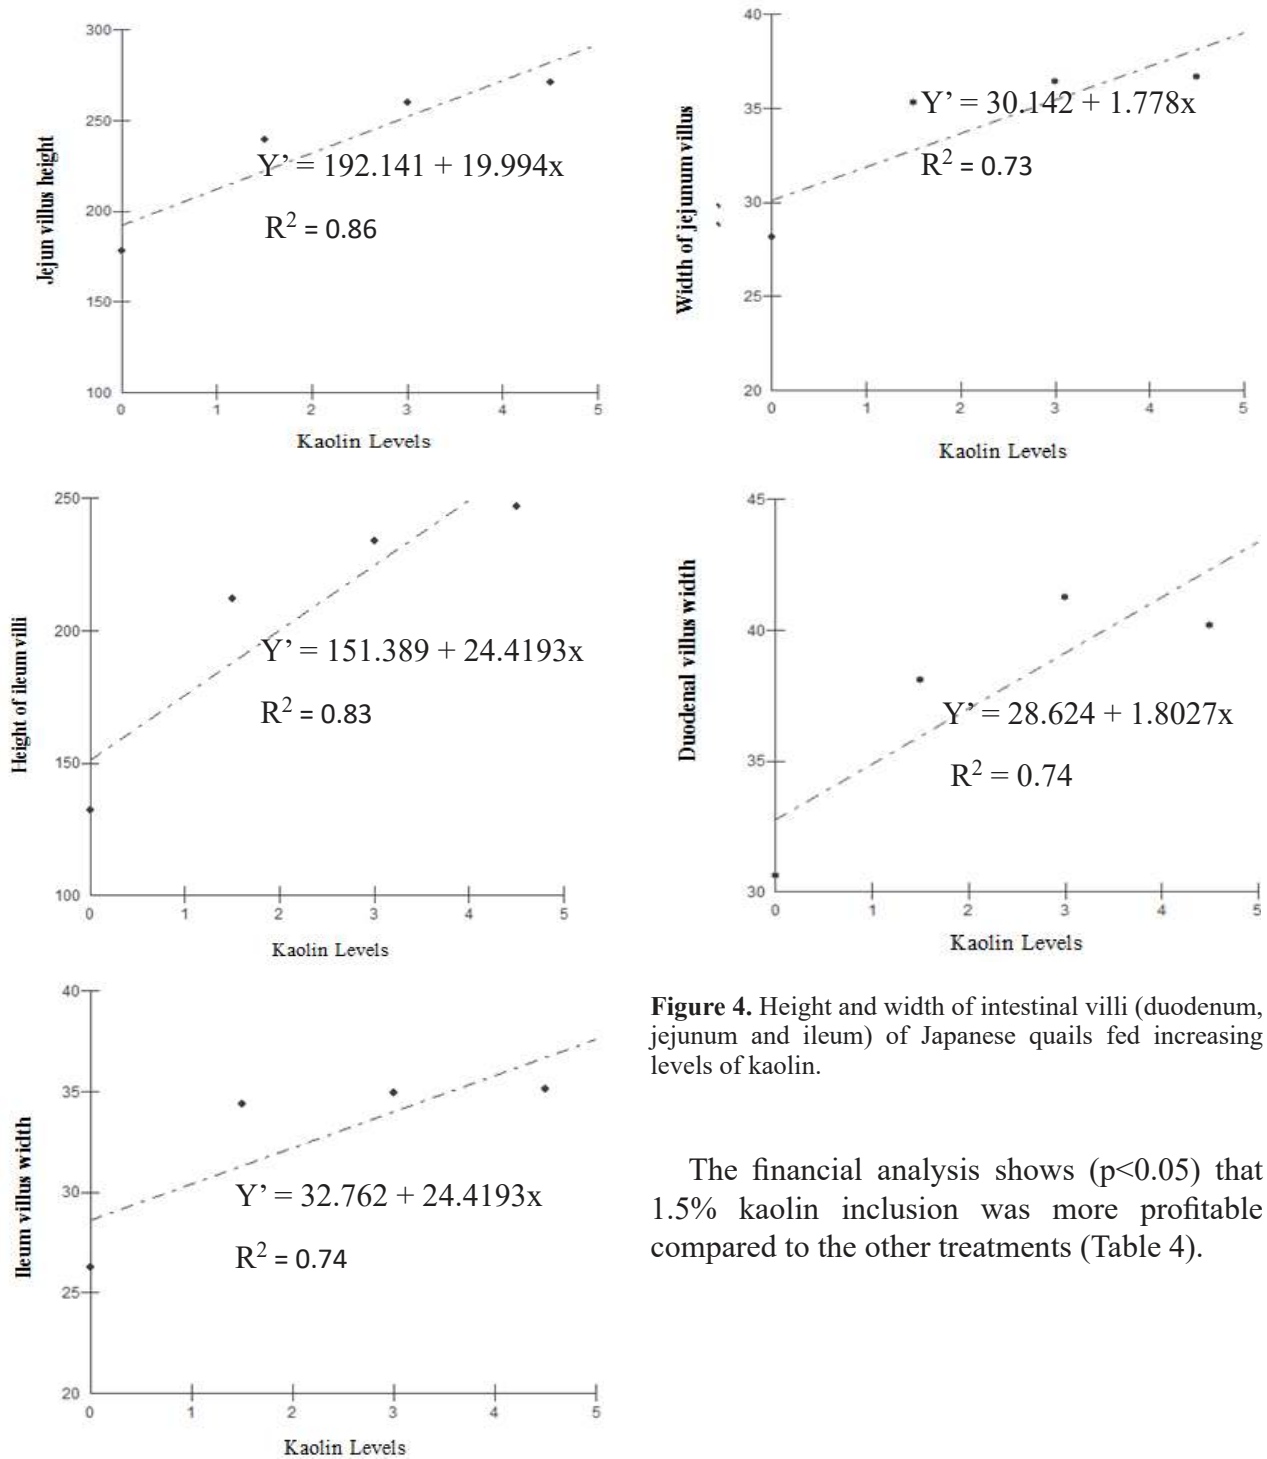 300
250
200
150
100
Jejun villus height
Y’ = 192.141 + 19.994x
R² = 0.86
0 1 2 3 4 5
Kaolin Levels
40
35
30
25
20
Width of jejunum villus
Y’ = 30.142 + 1.778x
R² = 0.73
0 1 2 3 4 5
Kaolin Levels
250
200
150
100
Height of ileum villi
Y’ = 151.389 + 24.4193x
R² = 0.83
0 1 2 3 4 5
Kaolin Levels
45
40
35
30
Duodenal villus width
Y’ = 28.624 + 1.8027x
R² = 0.74
0 1 2 3 4 5
Kaolin Levels
40
35
30
25
20
Ileum villus width
Y’ = 32.762 + 24.4193x
R² = 0.74
0 1 2 3 4 5
Kaolin Levels
Figure 4. Height and width of intestinal villi (duodenum,
jejunum and ileum) of Japanese quails fed increasing
levels of kaolin.
The financial analysis shows (p<0.05) that
1.5% kaolin inclusion was more profitable
compared to the other treatments (Table 4).